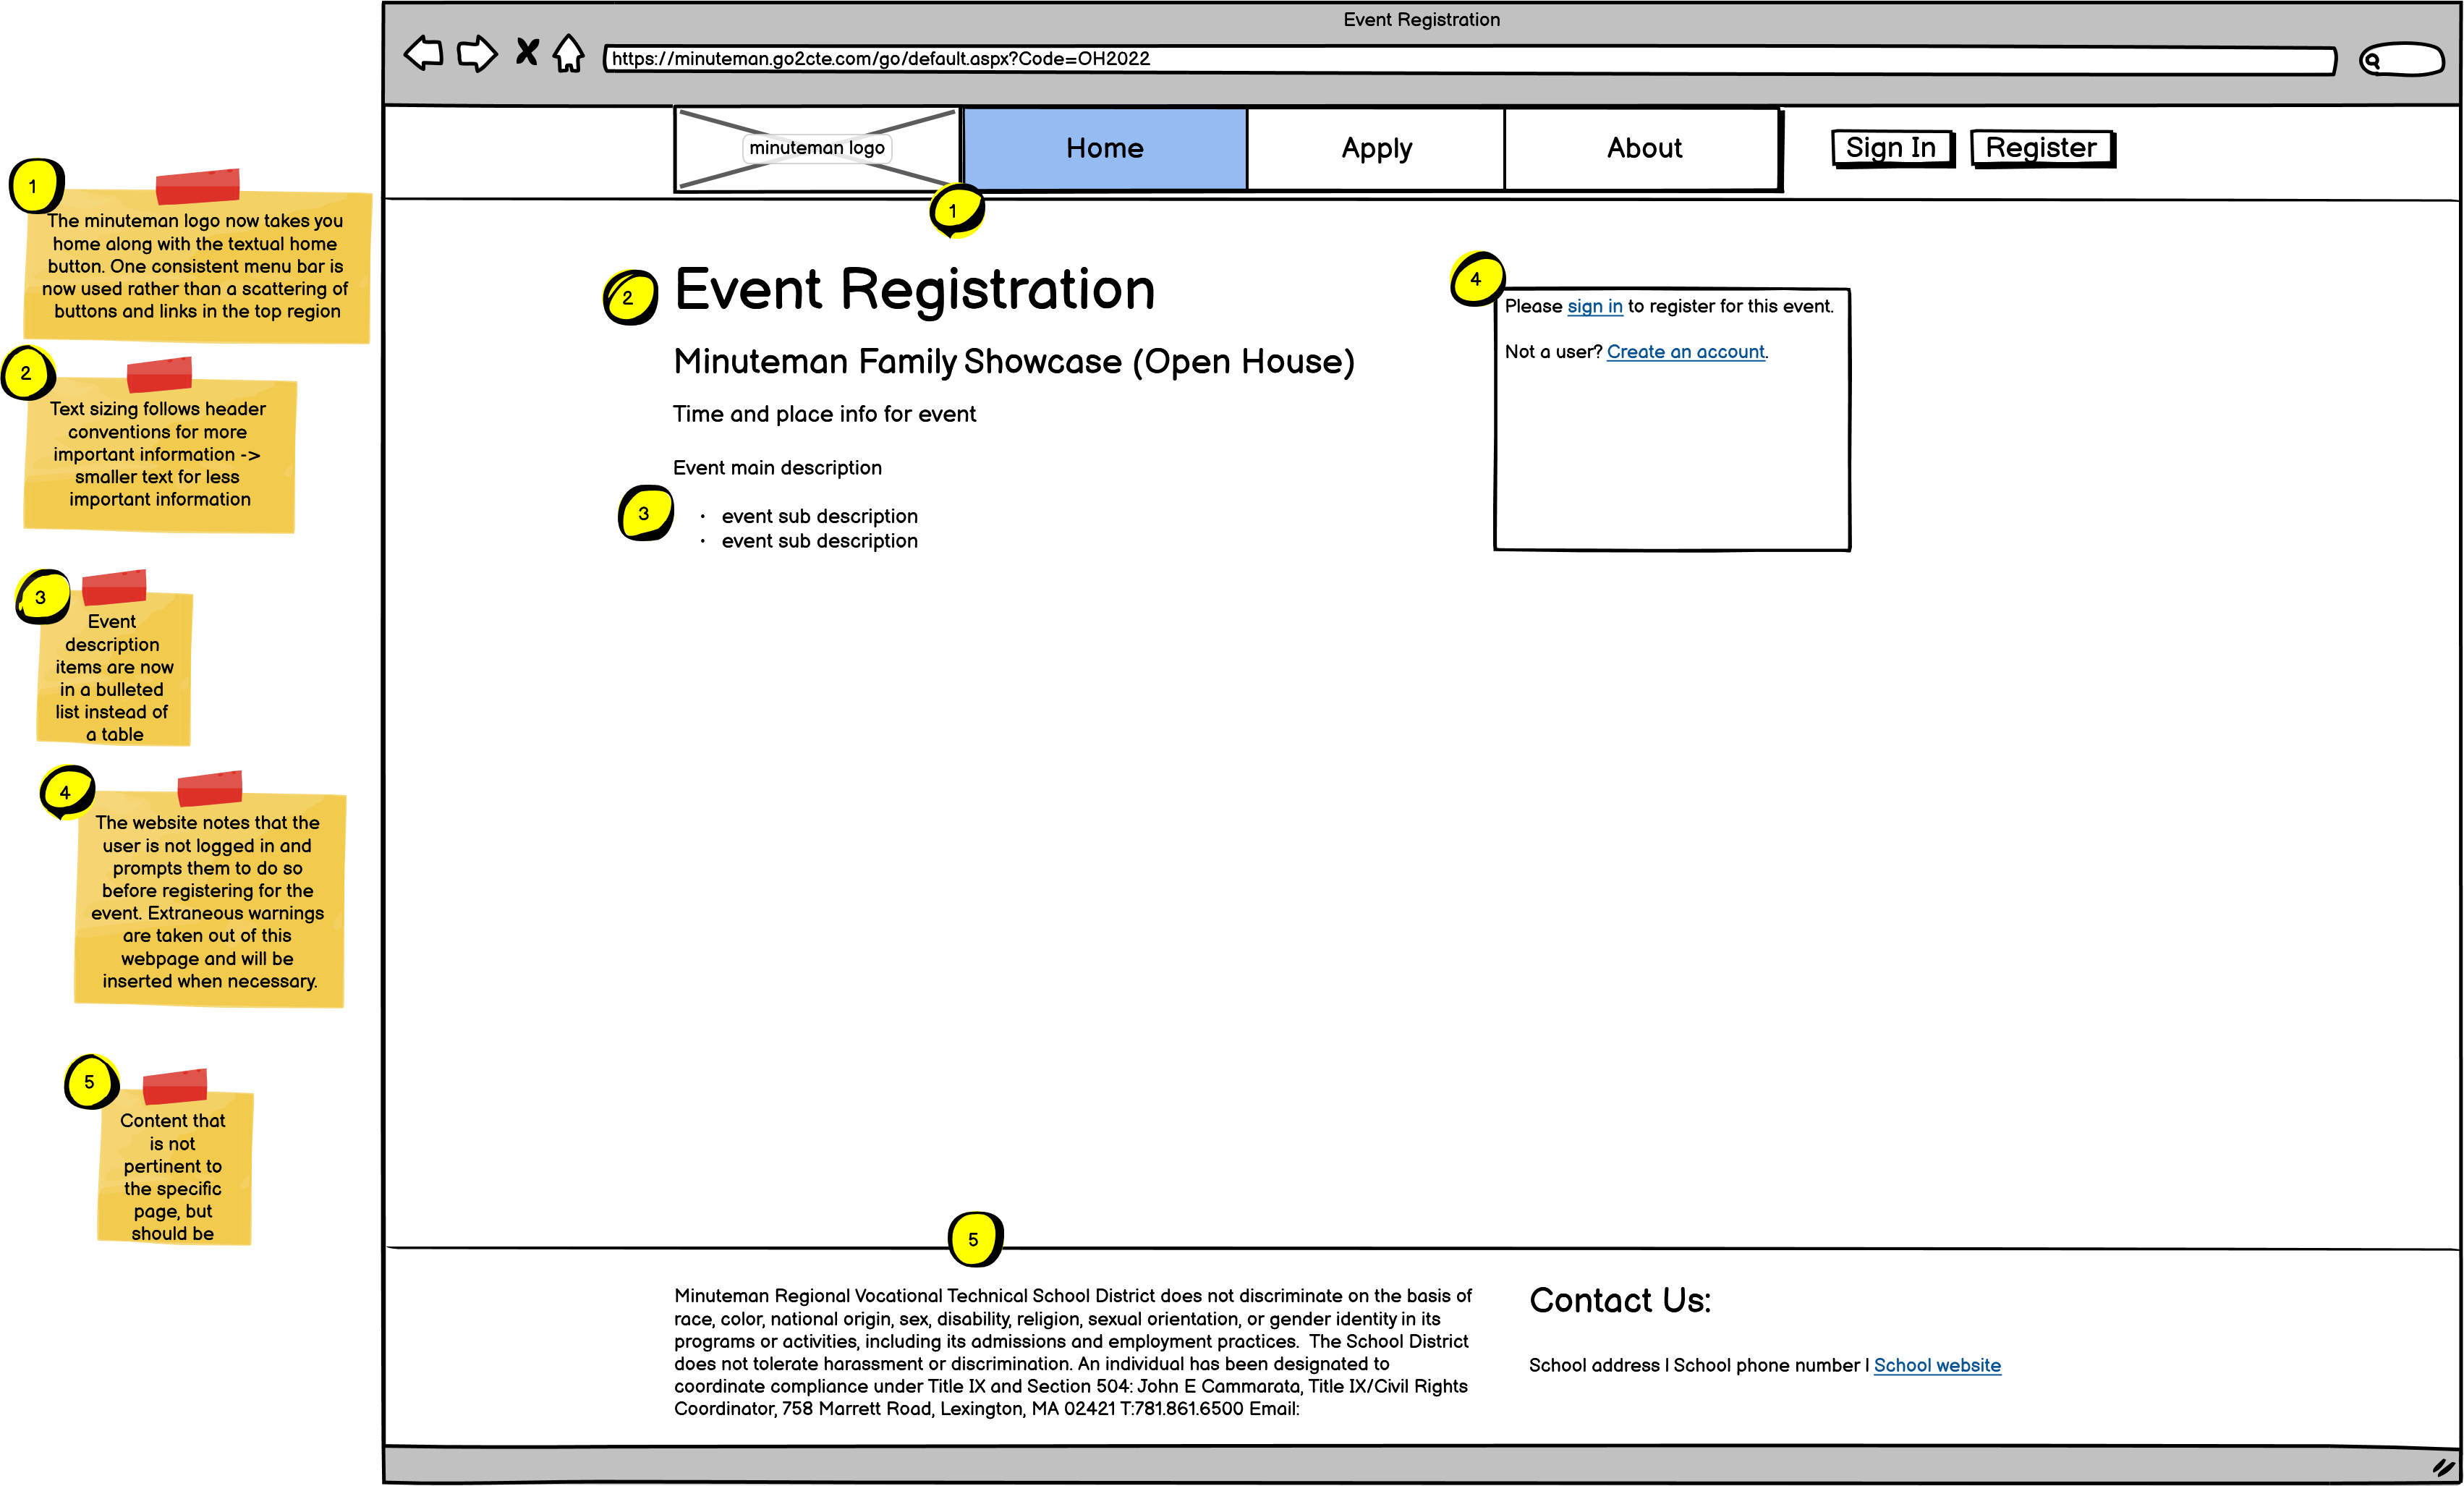 Event Registration
https://minuteman.go2cte.com/go/default.aspx?Code=OH2022
minuteman logo
Home
Apply
About
Sign In
Register
1
The minuteman logo now takes you
home along with the textual home
button. One consistent menu bar is
now used rather than a scattering of
buttons and links in the top region
2
Text sizing follows header
conventions for more
important information ->
smaller text for less
important information
3
Event
description
items are now
in a bulleted
list instead of
a table
4
The website notes that the
user is not logged in and
prompts them to do so
before registering for the
event. Extraneous warnings
are taken out of this
webpage and will be
inserted when necessary.
5
Content that
is not
pertinent to
the specific
page, but
should be
1
2
Event Registration
Minuteman Family Showcase (Open House)
Time and place info for event
Event main description
3
• event sub description
• event sub description
4
Please sign in to register for this event.
Not a user? Create an account.
5
Minuteman Regional Vocational Technical School District does not discriminate on the basis of
race, color, national origin, sex, disability, religion, sexual orientation, or gender identity in its
programs or activities, including its admissions and employment practices. The School District
does not tolerate harassment or discrimination. An individual has been designated to
coordinate compliance under Title IX and Section 504: John E Cammarata, Title IX/Civil Rights
Coordinator, 758 Marrett Road, Lexington, MA 02421 T:781.861.6500 Email:
Contact Us:
School address | School phone number | School website